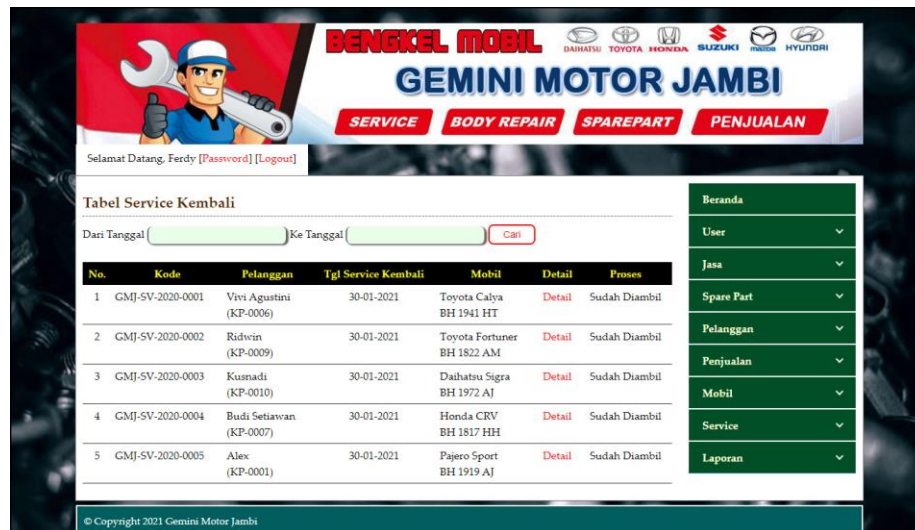 BENGKEL MOBIL
DAIHATSU TOYOTA HONDA SUZUKI mazda HYUNDAI
GEMINI MOTOR JAMBI
SERVICE BODY REPAIR SPAREPART PENJUALAN
Selamat Datang, Ferdy [Password] [Logout]
Tabel Service Kembali
Dari Tanggal Ke Tanggal Cari
No. Kode Pelanggan Tgl Service Kembali Mobil Detail Proses
1 GMJ-SV-2020-0001 Vivi Agustini 30-01-2021 Toyota Calya Detail Sudah Diambil
(KP-0006) BH 1941 HT
2 GMJ-SV-2020-0002 Ridwin 30-01-2021 Toyota Fortuner Detail Sudah Diambil
(KP-0009) BH 1822 AM
3 GMJ-SV-2020-0003 Kusnadi 30-01-2021 Daihatsu Sigra Detail Sudah Diambil
(KP-0010) BH 1972 AJ
4 GMJ-SV-2020-0004 Budi Setiawan 30-01-2021 Honda CRV Detail Sudah Diambil
(KP-0007) BH 1817 HH
5 GMJ-SV-2020-0005 Alex 30-01-2021 Pajero Sport Detail Sudah Diambil
(KP-0001) BH 1919 AJ
Beranda
User
Jasa
Spare Part
Pelanggan
Penjualan
Mobil
Service
Laporan
© Copyright 2021 Gemini Motor Jambi